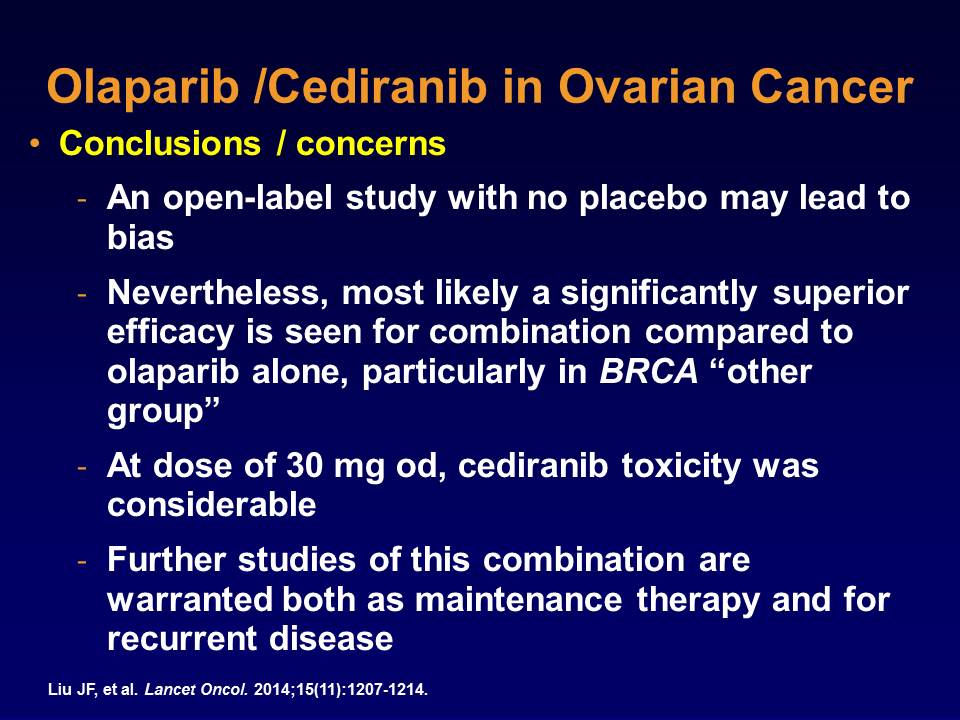 Olaparib /Cediranib in Ovarian Cancer
• Conclusions / concerns
- An open-label study with no placebo may lead to
bias
- Nevertheless, most likely a significantly superior
efficacy is seen for combination compared to
olaparib alone, particularly in BRCA “other
group”
- At dose of 30 mg od, cediranib toxicity was
considerable
- Further studies of this combination are
warranted both as maintenance therapy and for
recurrent disease
Liu JF, et al. Lancet Oncol. 2014;15(11):1207-1214.